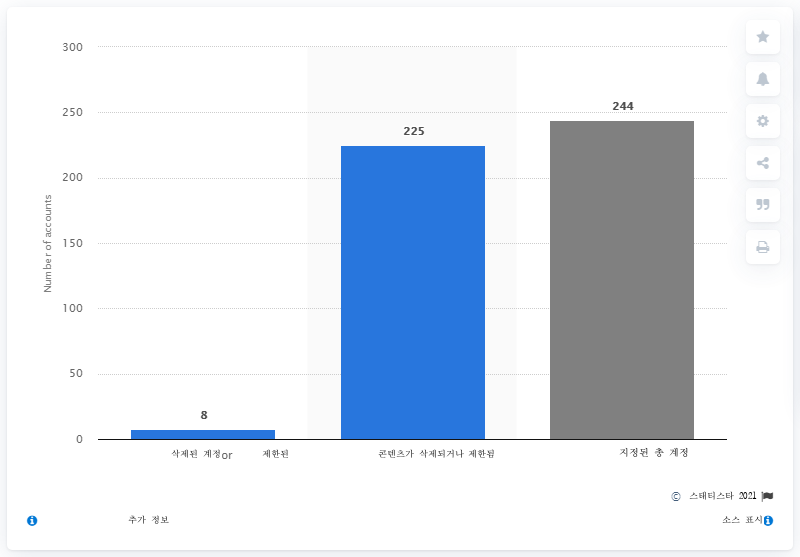 300
250
244
225
200
150
100
50
8
0
Number of accounts
삭제된 계정or 제한된
콘텐츠가 삭제되거나 제한됨
지정된 총 계정
© 스태티스타 2021
추가 정보
소스 표시